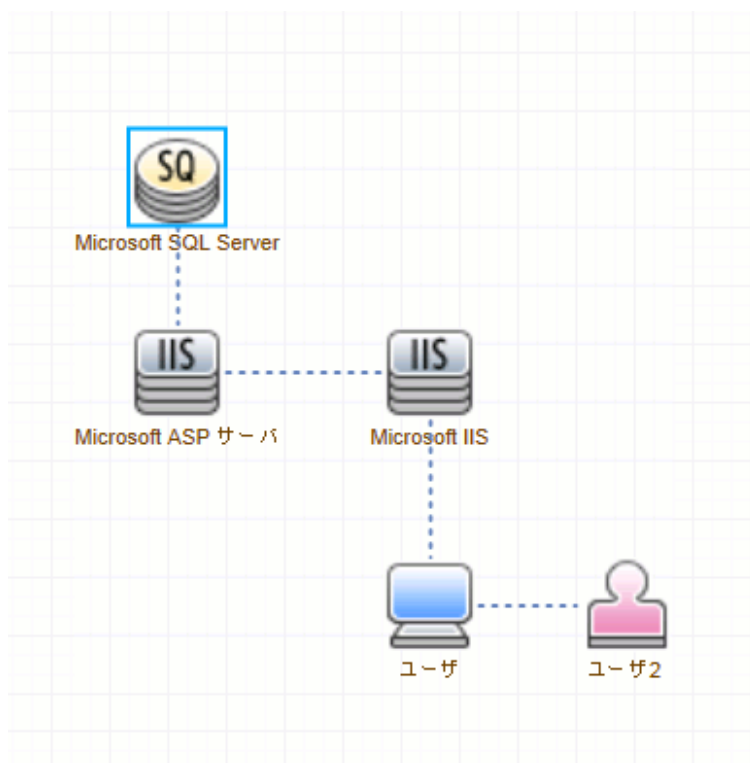 SQ
Microsoft SQL Server
IIS
IIS
Microsoft ASP サーバ
Microsoft IIS
ユーザ
ユーザ2